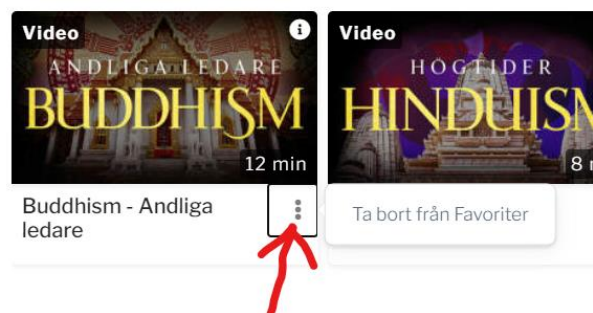 Video
ANDLIGA LEDARE
BUDDHISM
12 min
Buddhism - Andliga
ledare
Video
HÖGTIDER
HINDUISM
8
Ta bort från Favoriter